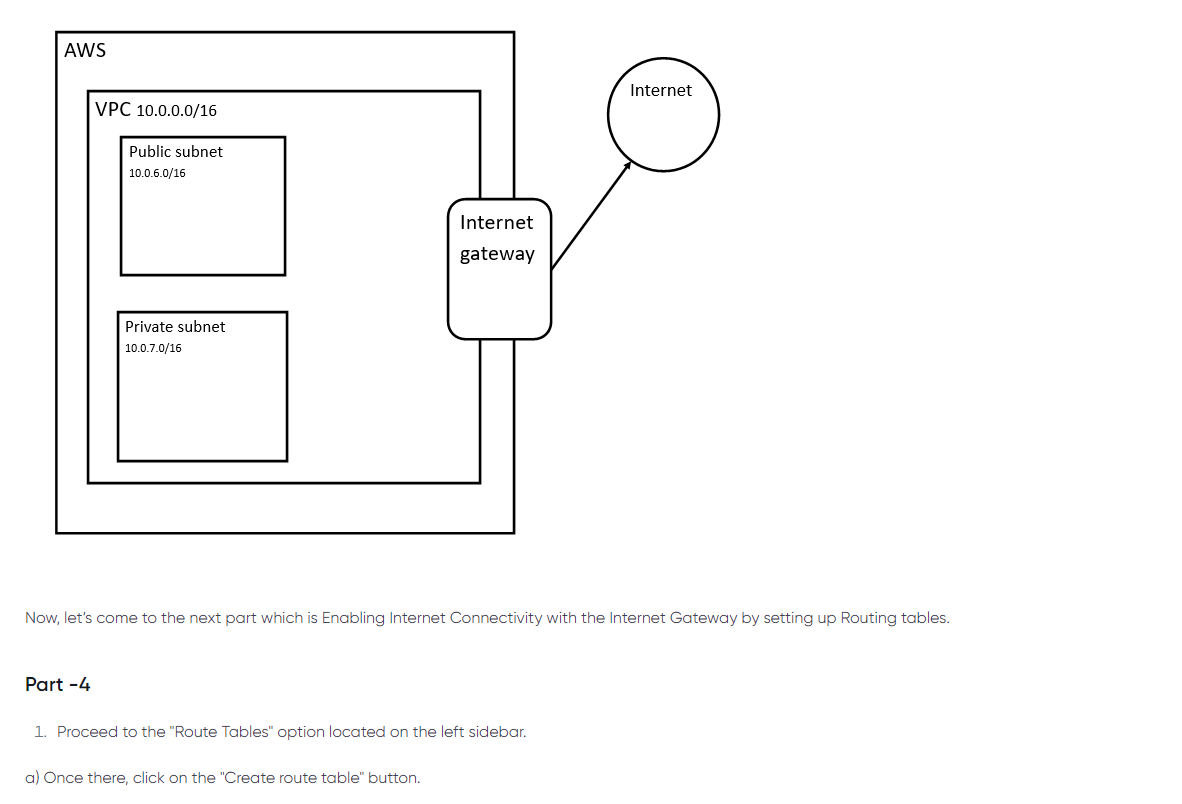 AWS
VPC 10.0.0.0/16
Public subnet
10.0.6.0/16
Private subnet
10.0.7.0/16
Internet
gateway
Internet
Now, let's come to the next part which is Enabling Internet Connectivity with the Internet Gateway by setting up Routing tables.
Part -4
1. Proceed to the "Route Tables" option located on the left sidebar.
a) Once there, click on the "Create route table" button.